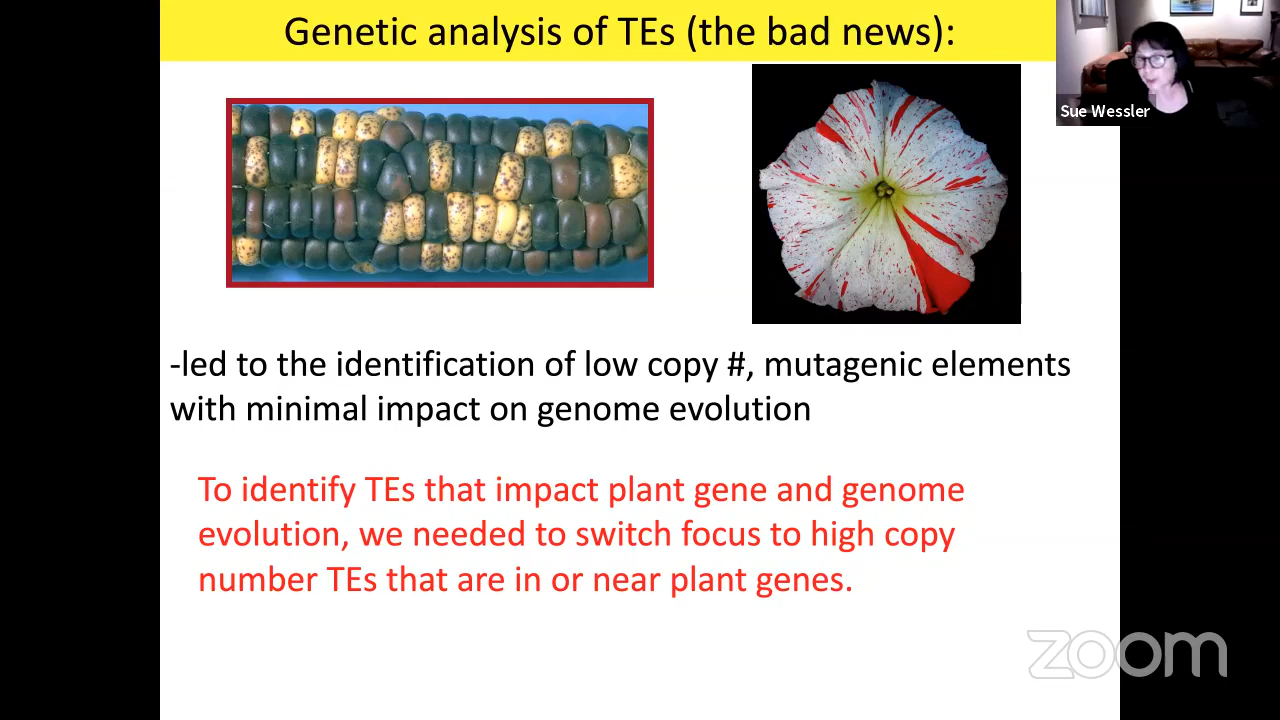 Genetic analysis of TEs (the bad news):
Sue Wessler
-led to the identification of low copy #, mutagenic elements
with minimal impact on genome evolution
To identify TEs that impact plant gene and genome
evolution, we needed to switch focus to high copy
number TEs that are in or near plant genes.
zoom